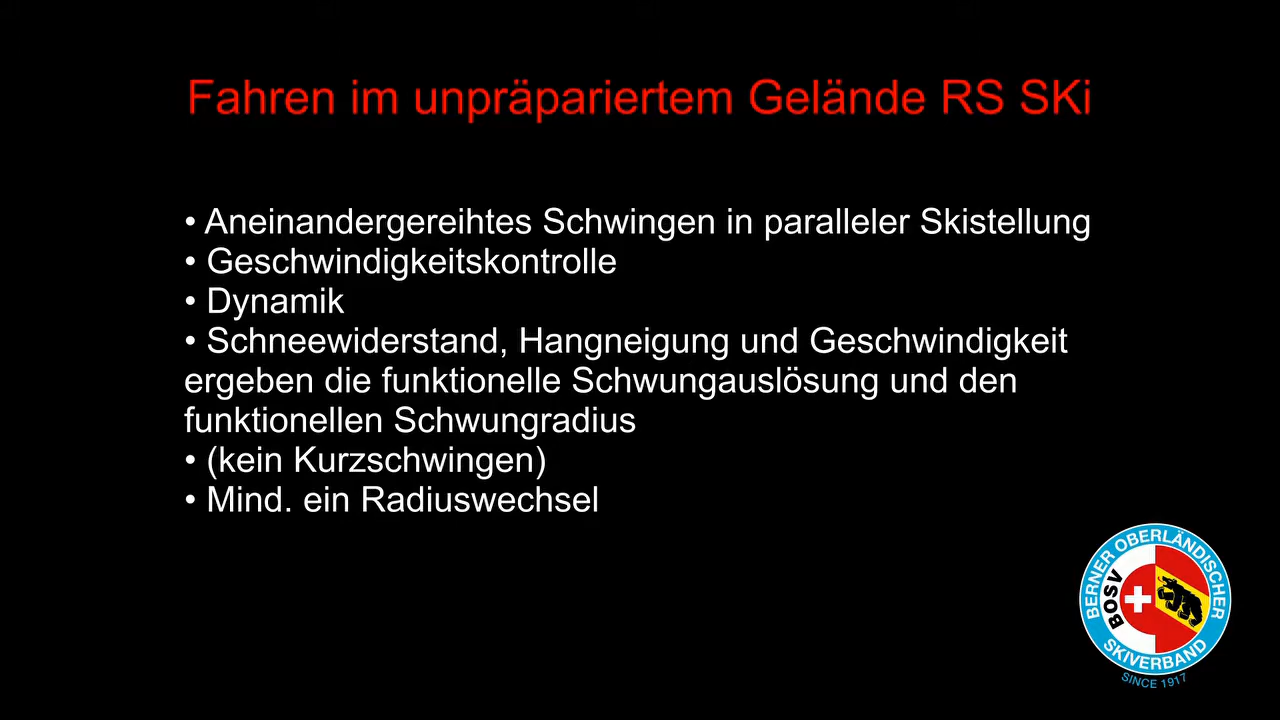 Fahren im unpräpariertem Gelände RS SKi
• Aneinandergereihtes Schwingen in paralleler Skistellung
• Geschwindigkeitskontrolle
• Dynamik
• Schneewiderstand, Hangneigung und Geschwindigkeit
ergeben die funktionelle Schwungauslösung und den
funktionellen Schwungradius
• (kein Kurzschwingen)
• Mind. ein Radiuswechsel
BERNER OBERLÄNDISCHER
BOSV
SKIVERBAND
SINCE 1917